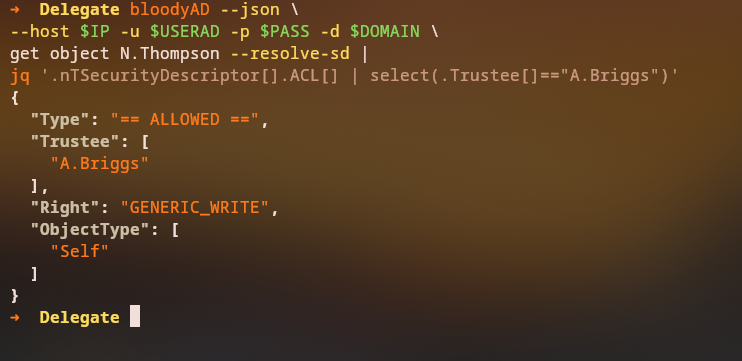 ➜  Delegate bloodyAD --json \
--host $IP -u $USERAD -p $PASS -d $DOMAIN \
get object N.Thompson --resolve-sd |
jq '.nTSecurityDescriptor[].ACL[] | select(.Trustee[]=="A.Briggs")'
{
  "Type": "== ALLOWED ==",
  "Trustee": [
    "A.Briggs"
  ],
  "Right": "GENERIC_WRITE",
  "ObjectType": [
    "Self"
  ]
}
➜  Delegate